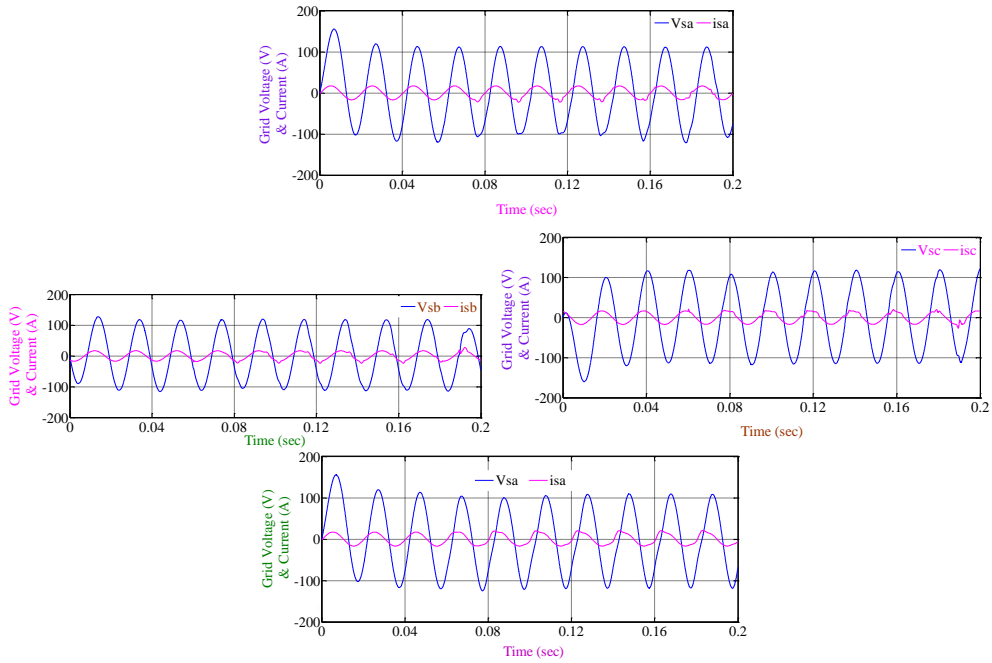 200
Vsa isa
100
0
-100
-200
0 0.04 0.08 0.12 0.16 0.2
Grid Voltage (V)
& Current (A)
Time (sec)
200
Vsb isb
100
0
-100
-200
0 0.04 0.08 0.12 0.16 0.2
Grid Voltage (V)
& Current (A)
Time (sec)
200
Vsc isc
100
0
-100
-200
0 0.04 0.08 0.12 0.16 0.2
Grid Voltage (V)
& Current (A)
Time (sec)
200
Vsa isa
100
0
-100
-200
0 0.04 0.08 0.12 0.16 0.2
Grid Voltage (V)
& Current (A)
Time (sec)